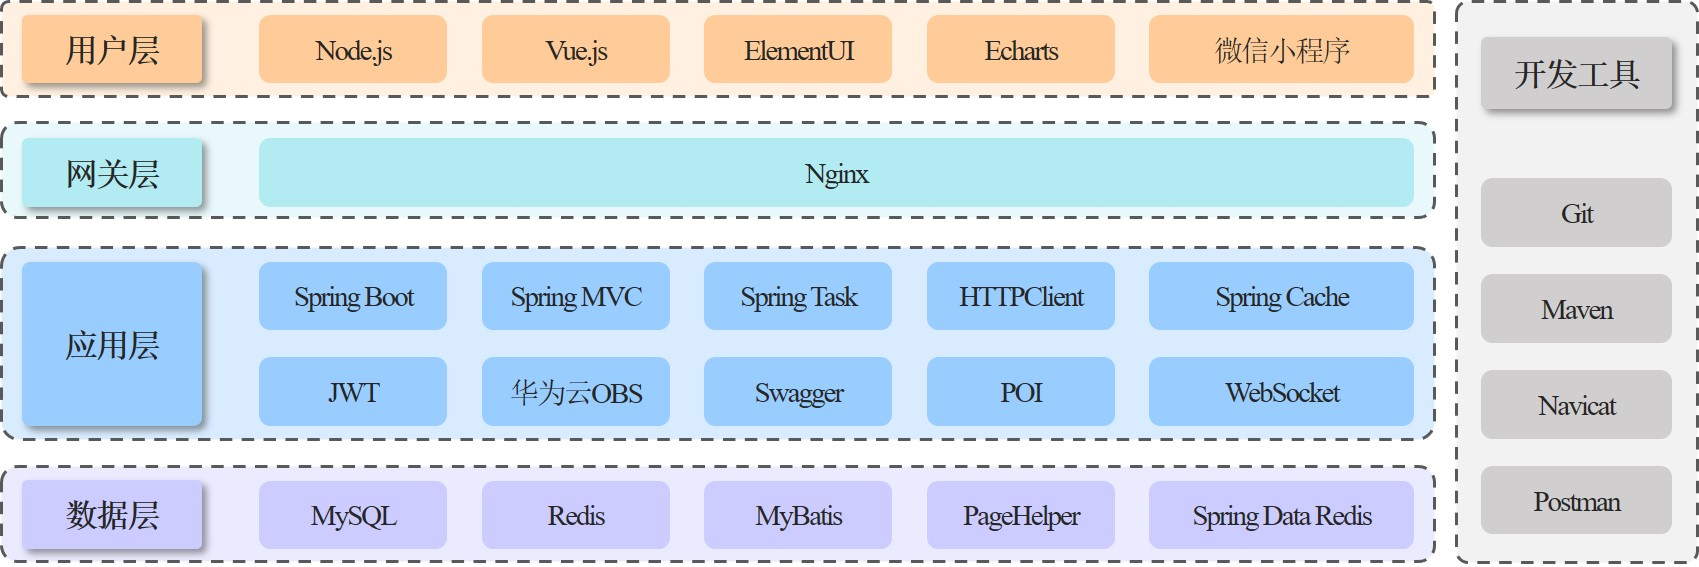 用户层
Node.js
Vue.js
ElementUI
Echarts
微信小程序
网关层
Nginx
应用层
Spring Boot
Spring MVC
Spring Task
HTTPClient
Spring Cache
JWT
华为云OBS
Swagger
POI
WebSocket
数据层
MySQL
Redis
MyBatis
PageHelper
Spring Data Redis
开发工具
Git
Maven
Navicat
Postman